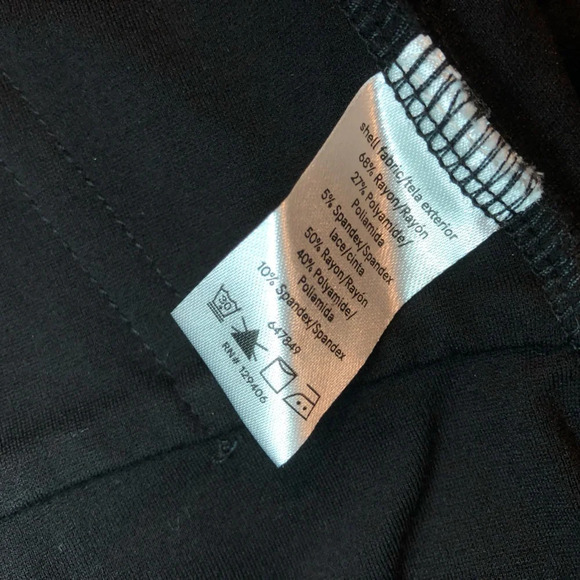 shell fabric/tela exterior
68% Rayon/Rayón
27% Polyamide/
Poliamida
5% Spandex/Spandex
lace/cinta
50% Rayon/Rayón
40% Polyamide/
Poliamida
10% Spandex/Spandex
647849
30
RN# 129406